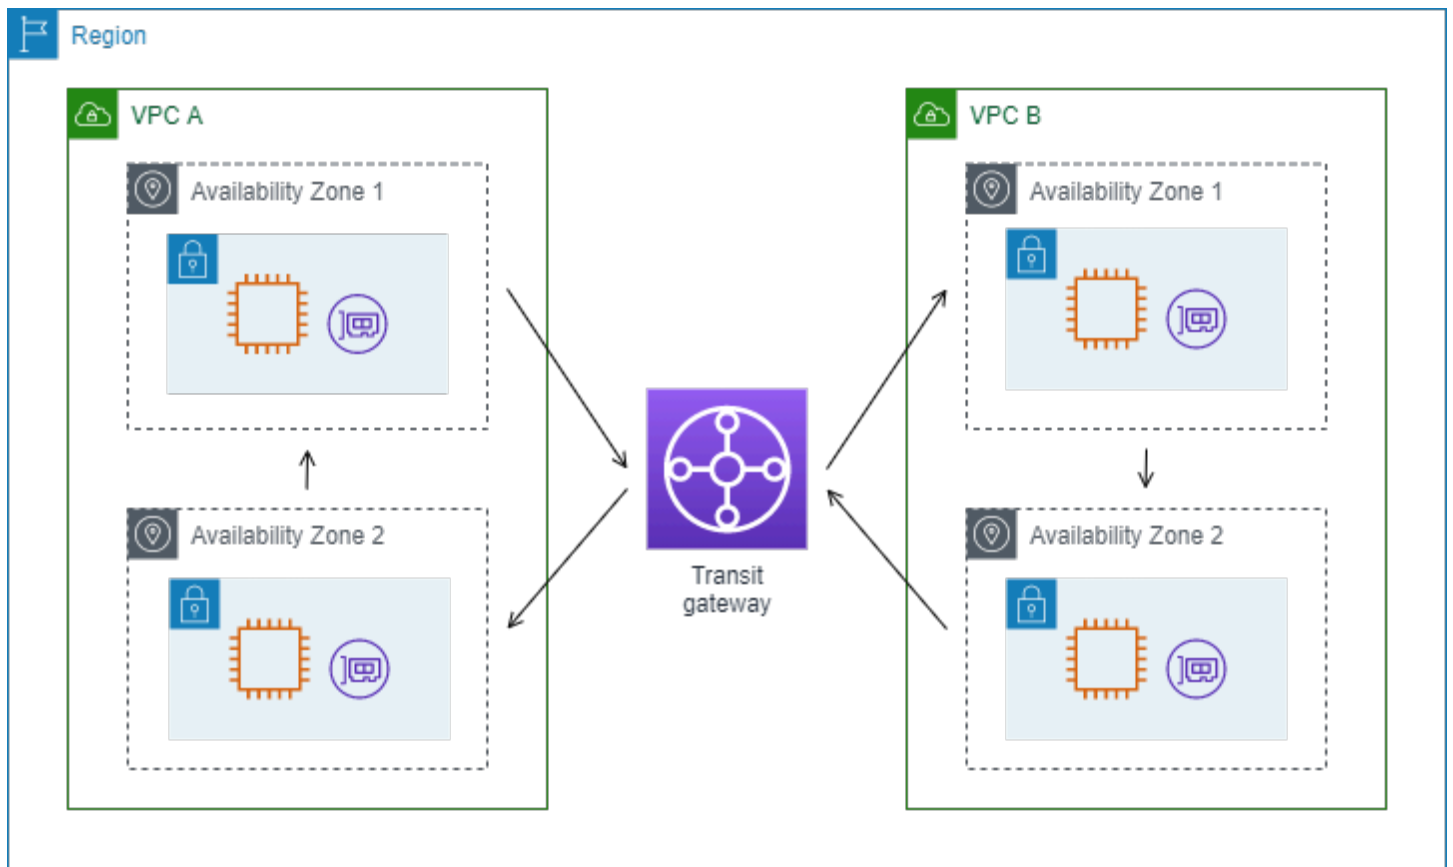 Region
VPC A
Availability Zone 1
Availability Zone 2
Transit
gateway
VPC B
Availability Zone 1
Availability Zone 2